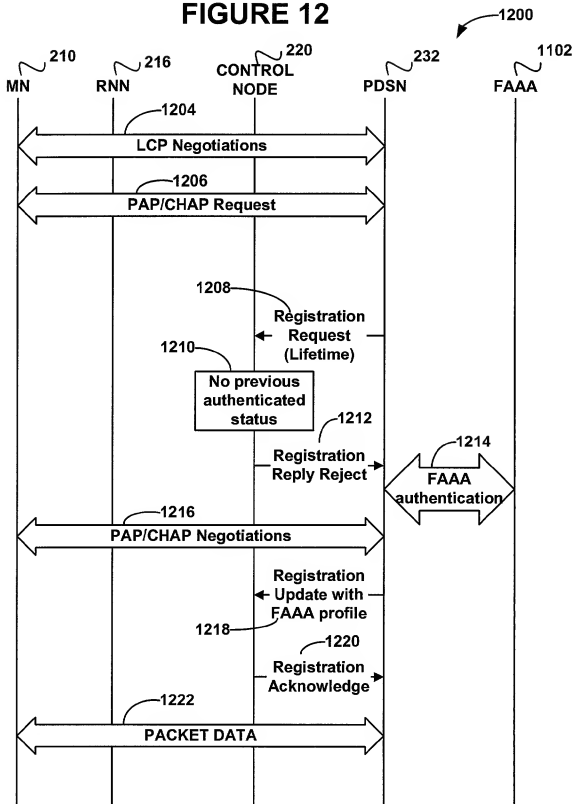 FIGURE 12
1200
210
216
220
232
1102
MN
RNN
CONTROL
NODE
PDSN
FAAA
1204
LCP Negotiations
1206
PAP/CHAP Request
1208
Registration
Request
(Lifetime)
1210
No previous
authenticated
status
1212
Registration
Reply Reject
1214
FAAA
authentication
1216
PAP/CHAP Negotiations
Registration
Update with
FAAA profile
1218
1220
Registration
Acknowledge
1222
PACKET DATA